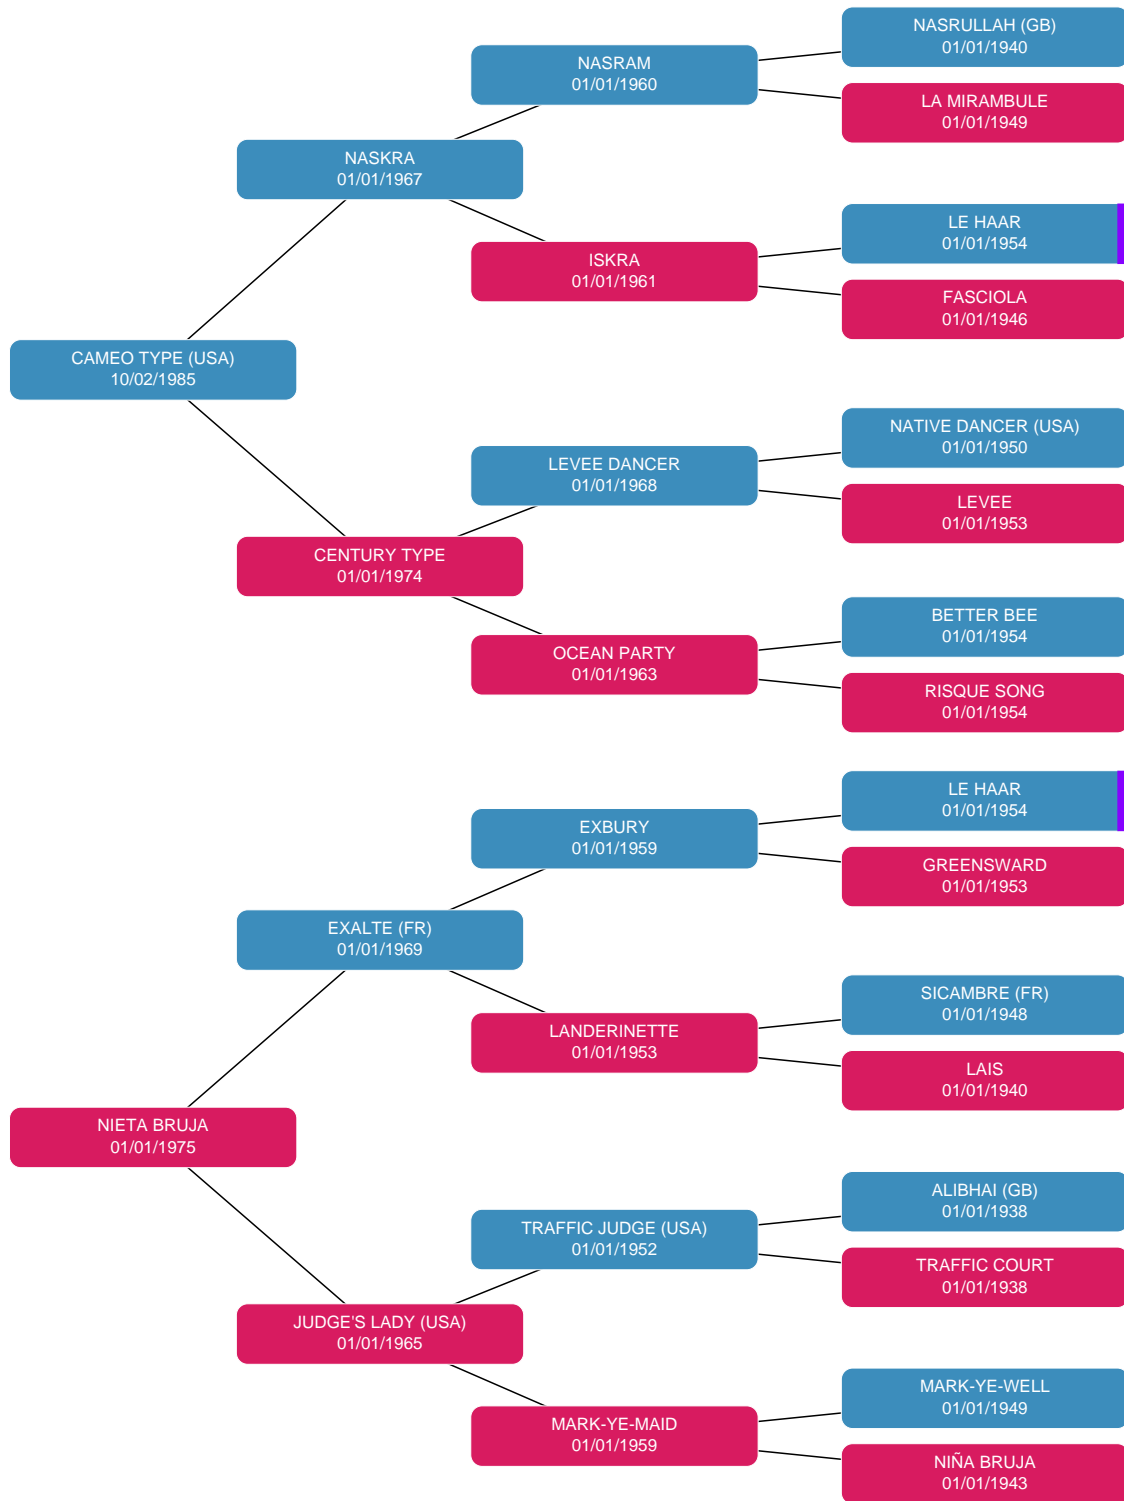 NASRULLAH (GB)
01/01/1940
NASRAM
01/01/1960
LA MIRAMBULE
01/01/1949
NASKRA
01/01/1967
LE HAAR
01/01/1954
ISKRA
01/01/1961
FASCIOLA
01/01/1946
CAMEO TYPE (USA)
10/02/1985
NATIVE DANCER (USA)
01/01/1950
LEVEE DANCER
01/01/1968
LEVEE
01/01/1953
CENTURY TYPE
01/01/1974
BETTER BEE
01/01/1954
OCEAN PARTY
01/01/1963
RISQUE SONG
01/01/1954
LE HAAR
01/01/1954
EXBURY
01/01/1959
GREENSWARD
01/01/1953
EXALTE (FR)
01/01/1969
SICAMBRE (FR)
01/01/1948
LANDERINETTE
01/01/1953
LAIS
01/01/1940
NIETA BRUJA
01/01/1975
ALIBHAI (GB)
01/01/1938
TRAFFIC JUDGE (USA)
01/01/1952
TRAFFIC COURT
01/01/1938
JUDGE'S LADY (USA)
01/01/1965
MARK-YE-WELL
01/01/1949
MARK-YE-MAID
01/01/1959
NIÑA BRUJA
01/01/1943